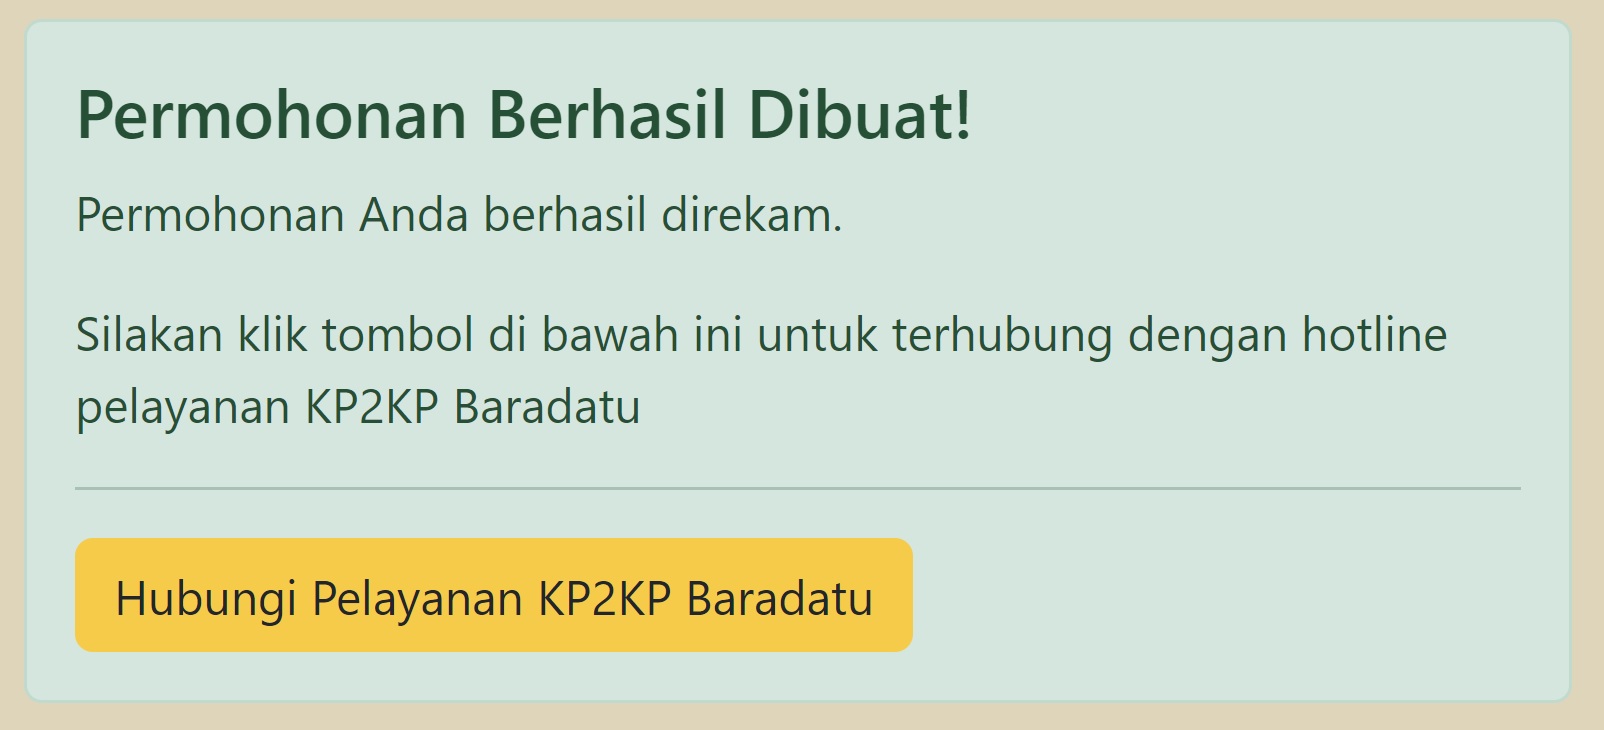 Permohonan Berhasil Dibuat!
Permohonan Anda berhasil direkam.
Silakan klik tombol di bawah ini untuk terhubung dengan hotline
pelayanan KP2KP Baradatu
Hubungi Pelayanan KP2KP Baradatu